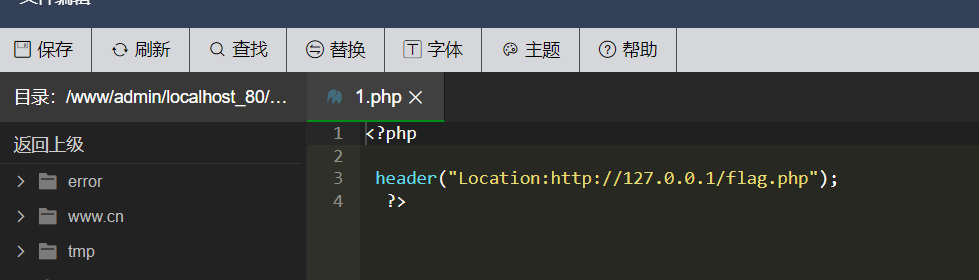 保存 刷新 查找 替换 字体 主题 帮助
目录: /www/admin/localhost_80/... 1.php
返回上级
error
www.cn
tmp
1 <?php
2
3 header("Location:http://127.0.0.1/flag.php");
4 ?>